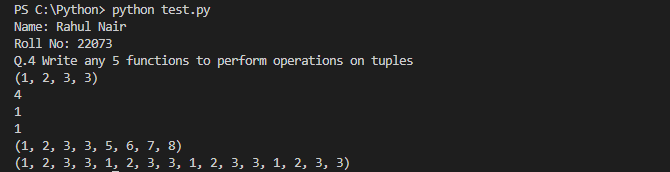 PS C:\Python> python test.py
Name: Rahul Nair
Roll No: 22073
Q.4 Write any 5 functions to perform operations on tuples
(1, 2, 3, 3)
4
1
1
(1, 2, 3, 3, 5, 6, 7, 8)
(1, 2, 3, 3, 1, 2, 3, 3, 1, 2, 3, 3, 1, 2, 3, 3)